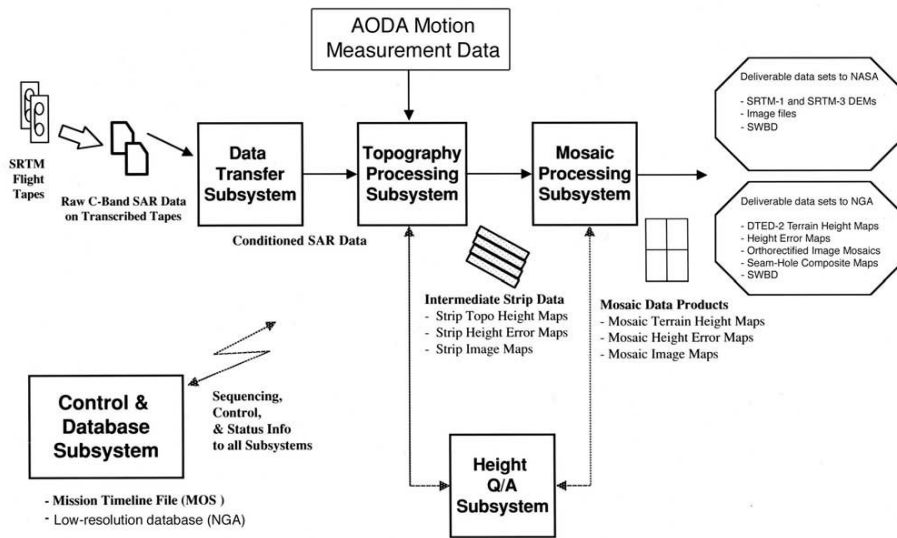 AODA Motion
Measurement Data
SRTM
Flight
Tapes
Raw C-Band SAR Data
on Transcribed Tapes
Data
Transfer
Subsystem
Conditioned SAR Data
Topography
Processing
Subsystem
Mosaic
Processing
Subsystem
Deliverable data sets to NASA
- SRTM-1 and SRTM-3 DEMs
- Image files
- SWBD
Deliverable data sets to NGA
- DTED-2 Terrain Height Maps
- Height Error Maps
- Orthorectified Image Mosaics
- Seam-Hole Composite Maps
- SWBD
Intermediate Strip Data
- Strip Topo Height Maps
- Strip Height Error Maps
- Strip Image Maps
Mosaic Data Products
- Mosaic Terrain Height Maps
- Mosaic Height Error Maps
- Mosaic Image Maps
Control &
Database
Subsystem
Sequencing,
Control,
& Status Info
to all Subsystems
- Mission Timeline File (MOS )
- Low-resolution database (NGA)
Height
Q/A
Subsystem